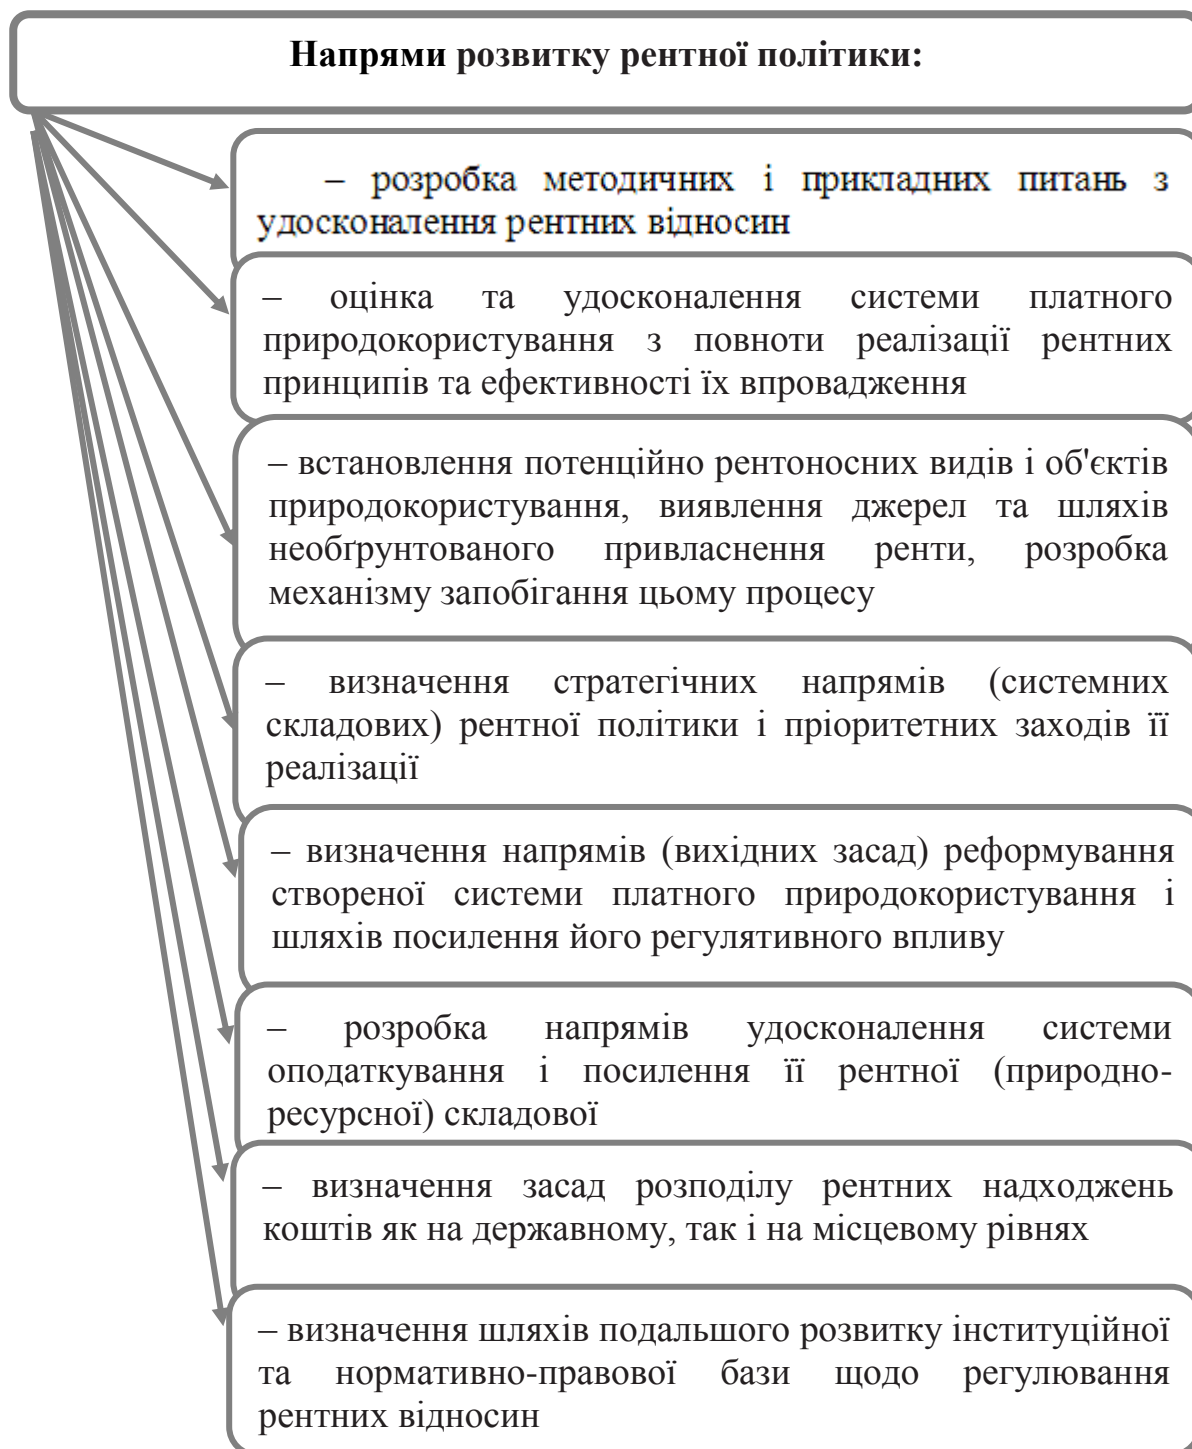 Напрями розвитку рентної політики:
– розробка методичних і прикладних питань з
удосконалення рентних відносин
– оцінка та удосконалення системи платного
природокористування з повноти реалізації рентних
принципів та ефективності їх впровадження
– встановлення потенційно рентоносних видів і об'єктів
природокористування, виявлення джерел та шляхів
необґрунтованого привласнення ренти, розробка
механізму запобігання цьому процесу
– визначення стратегічних напрямів (системних
складових) рентної політики і пріоритетних заходів її
реалізації
– визначення напрямів (вихідних засад) реформування
створеної системи платного природокористування і
шляхів посилення його регулятивного впливу
– розробка напрямів удосконалення системи
оподаткування і посилення її рентної (природно-
ресурсної) складової
– визначення засад розподілу рентних надходжень
коштів як на державному, так і на місцевому рівнях
– визначення шляхів подальшого розвитку інституційної
та нормативно-правової бази щодо регулювання
рентних відносин